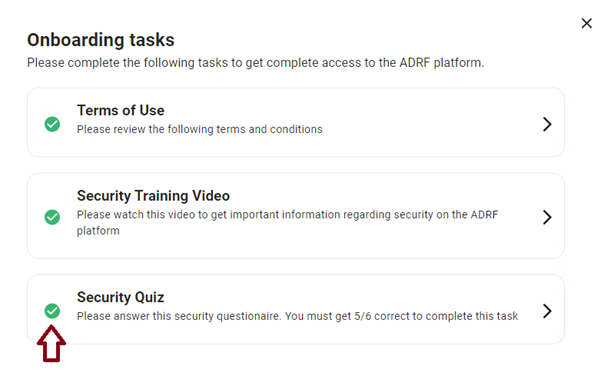 Onboarding tasks
Please complete the following tasks to get complete access to the ADRF platform.
Terms of Use
Please review the following terms and conditions
Security Training Video
Please watch this video to get important information regarding security on the ADRF
platform
Security Quiz
Please answer this security questionaire. You must get 5/6 correct to complete this task